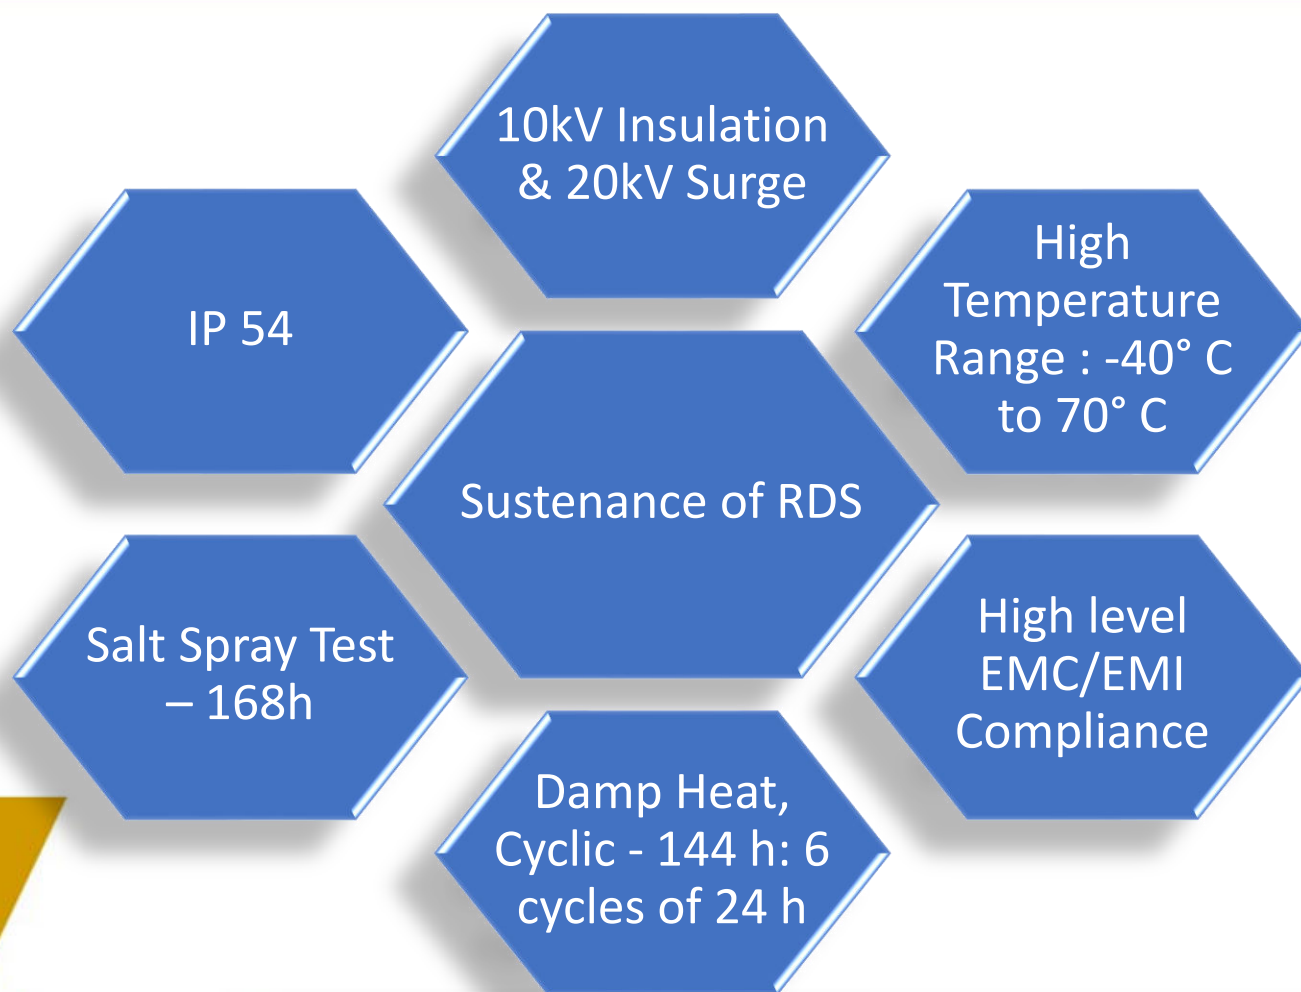 10kV Insulation
& 20kV Surge
High
Temperature
Range : -40° C
to 70° C
IP 54
Sustenance of RDS
High level
EMC/EMI
Compliance
Salt Spray Test
– 168h
Damp Heat,
Cyclic - 144 h: 6
cycles of 24 h